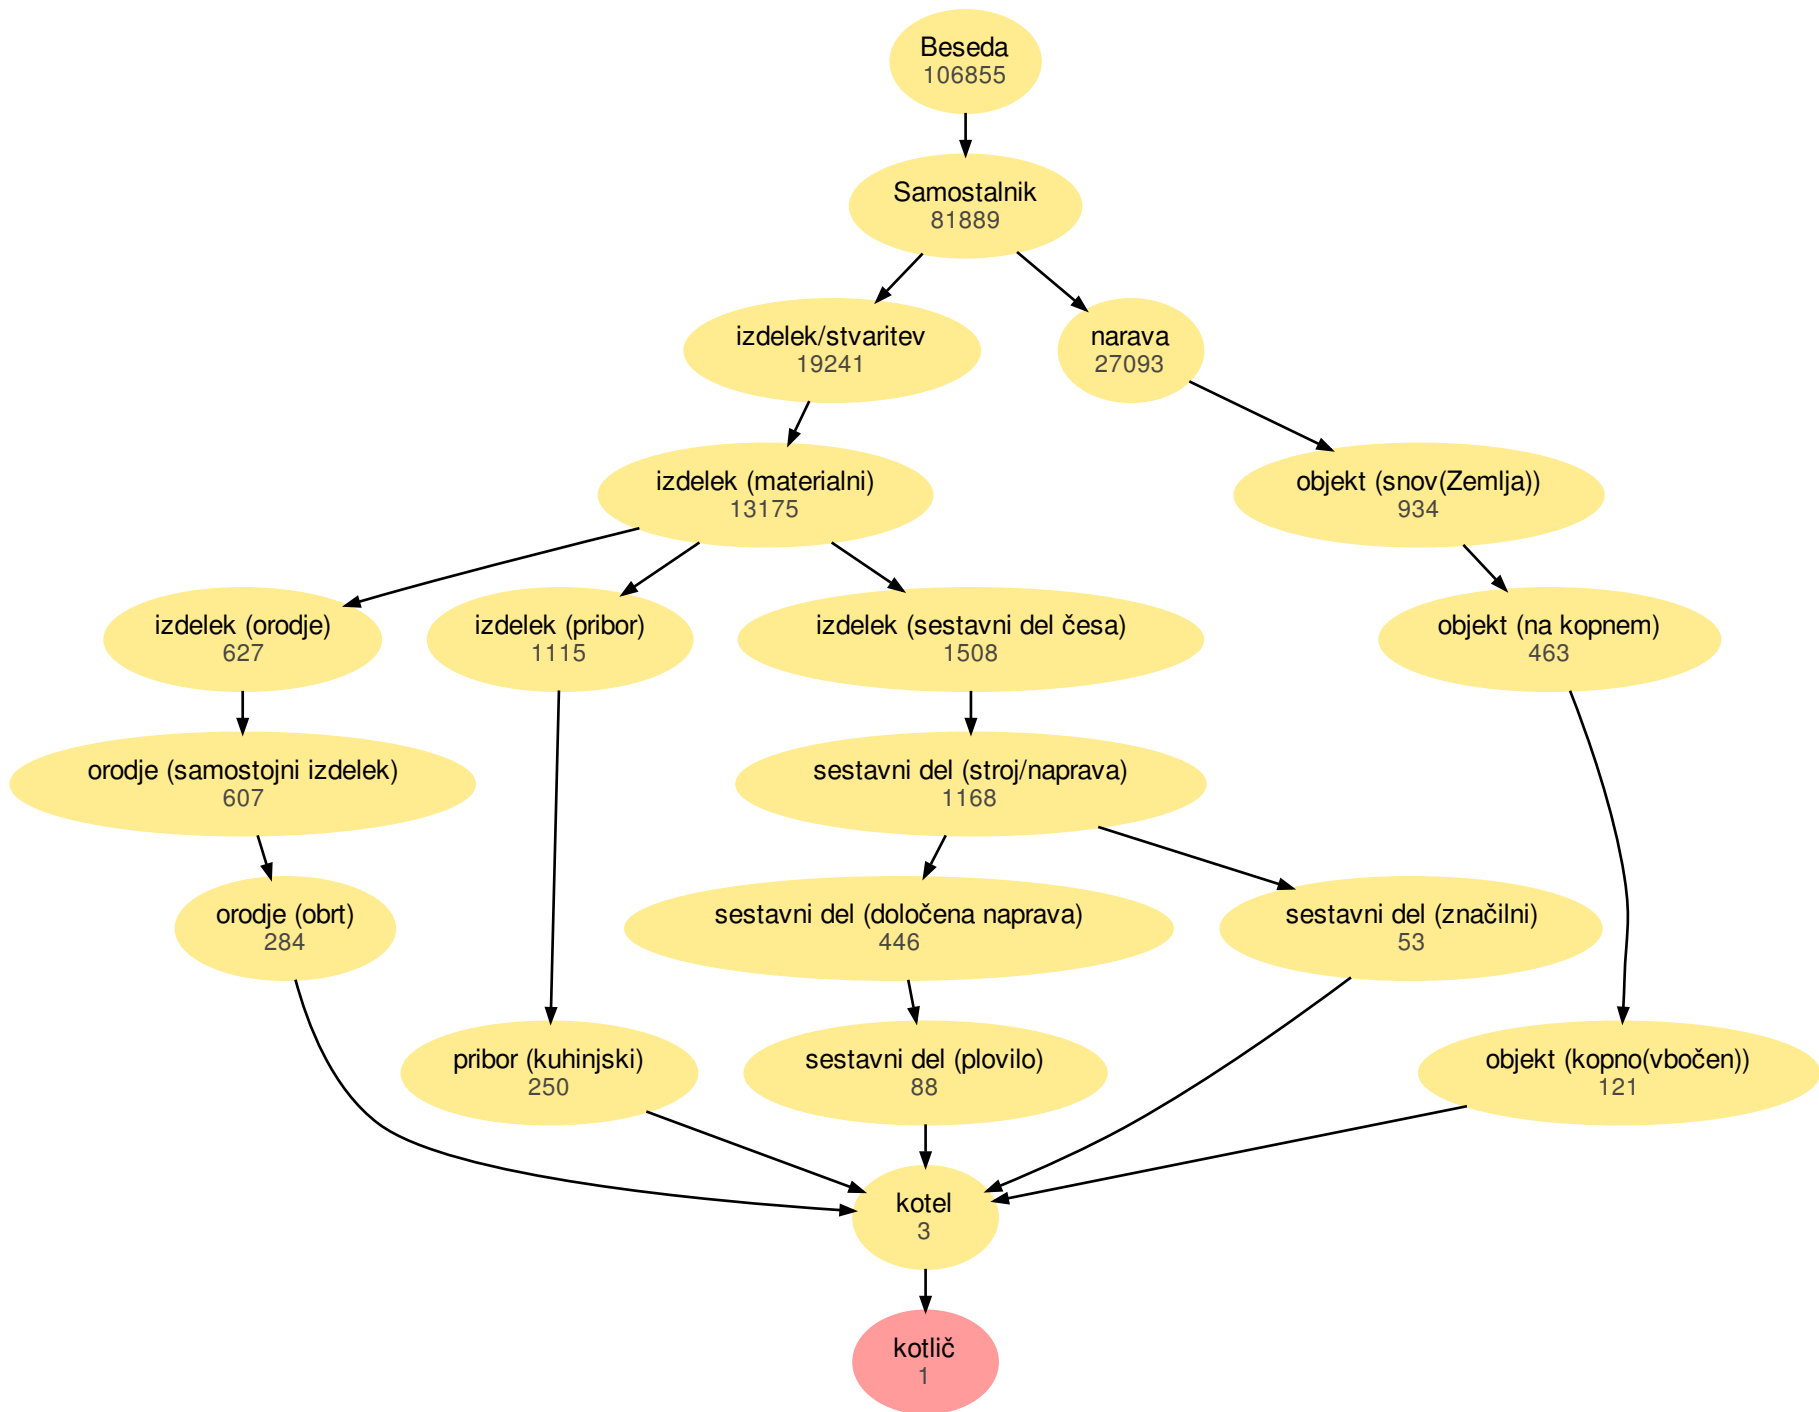 Beseda
106855
Samostalnik
81889
izdelek/stvaritev
19241
narava
27093
izdelek (materialni)
13175
objekt (snov(Zemlja))
934
izdelek (orodje)
627
izdelek (pribor)
1115
izdelek (sestavni del česa)
1508
objekt (na kopnem)
463
orodje (samostojni izdelek)
607
sestavni del (stroj/naprava)
1168
orodje (obrt)
284
sestavni del (določena naprava)
446
sestavni del (značilni)
53
pribor (kuhinjski)
250
sestavni del (plovilo)
88
objekt (kopno(vbočen))
121
kotel
3
kotlič
1